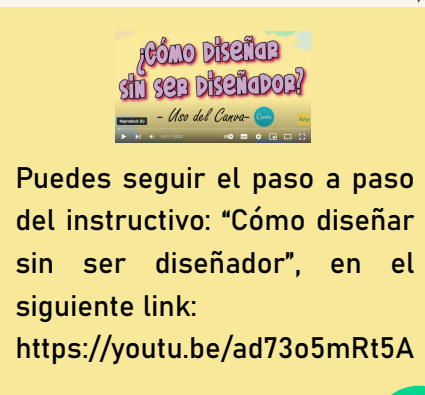 ¿Cómo Diseñar
sin ser Diseñador?
- Uso del Canva-
Canva
Reproducir (k)
Puedes seguir el paso a paso
del instructivo: “Cómo diseñar
sin ser diseñador”, en el
siguiente link:
https://youtu.be/ad73o5mRt5A